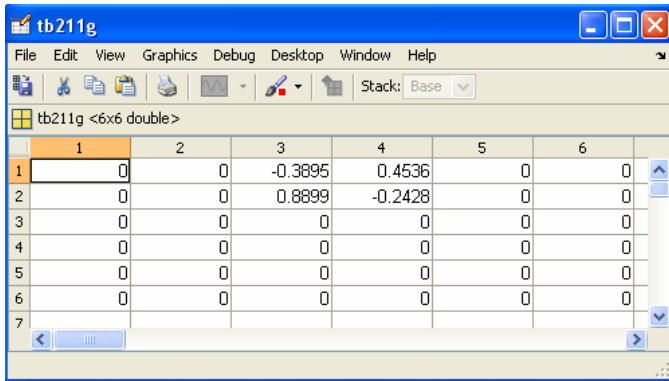 tb211g
File Edit View Graphics Debug Desktop Window Help
Stack: Base
tb211g <6x6 double>
1 2 3 4 5 6
1 0 0 -0.3895 0.4536 0 0
2 0 0 0.8899 -0.2428 0 0
3 0 0 0 0 0 0
4 0 0 0 0 0 0
5 0 0 0 0 0 0
6 0 0 0 0 0 0
7